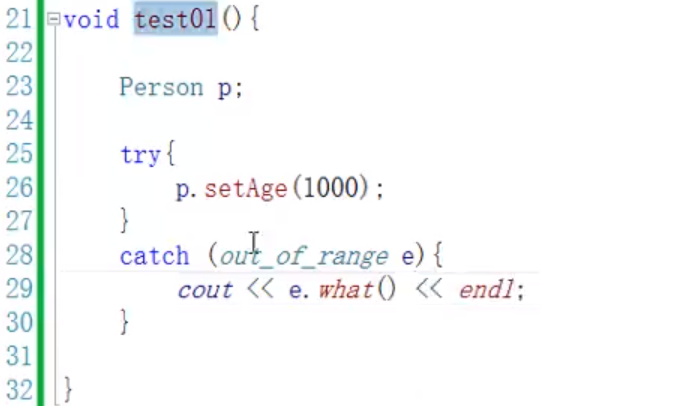 21 void test01(){
22
23 Person p;
24
25 try{
26 p.setAge(1000);
27 }
28 catch (out_of_range e){
29 cout << e.what() << endl;
30 }
31
32 }